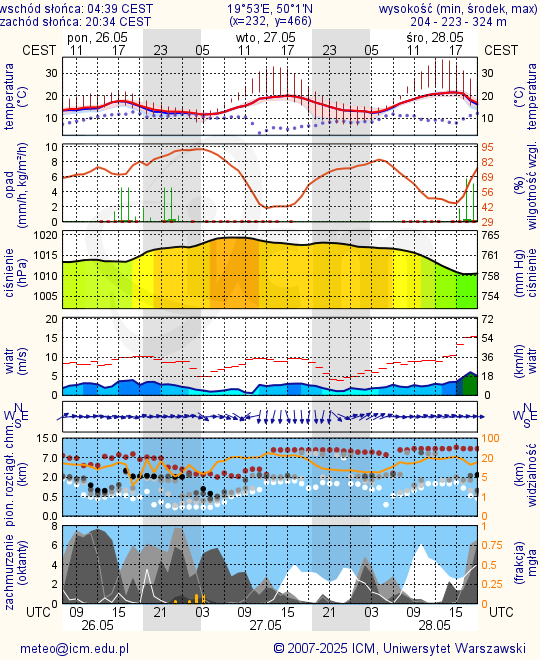 wschód słońca: 04:39 CEST 19°53'E, 50°1'N wysokość (min, środek, max)
zachód słońca: 20:34 CEST (x=232, y=466) 204 - 223 - 324 m
pon, 26.05 wto, 27.05 śro, 28.05
CEST 11 17 23 05 11 17 23 05 11 17 CEST
temperatura (°C) 30 20 10 30 20 10 temperatura (°C)
opad (mm/h, kg/m²/h) 10 8 6 4 2 0 95 82 69 56 42 29 (%) wilgotność wzgl.
ciśnienie (hPa) 1020 1015 1010 1005 765 761 758 754 (mm Hg) ciśnienie
wiatr (m/s) 20 15 10 5 0 72 54 36 18 0 (km/h) wiatr
N W E S N W E S
pion. rozciągł. chm. (km) 15.0 7.0 2.0 0.5 0.0 100 20 5 1 0 (km) widzialność
zachmurzenie (oktanty) 8 6 4 2 0 1 0.75 0.5 0.25 0 (frakcja) mgła
UTC 09 15 21 03 09 15 21 03 09 15 UTC
26.05 27.05 28.05
meteo@icm.edu.pl © 2007-2025 ICM, Uniwersytet Warszawski